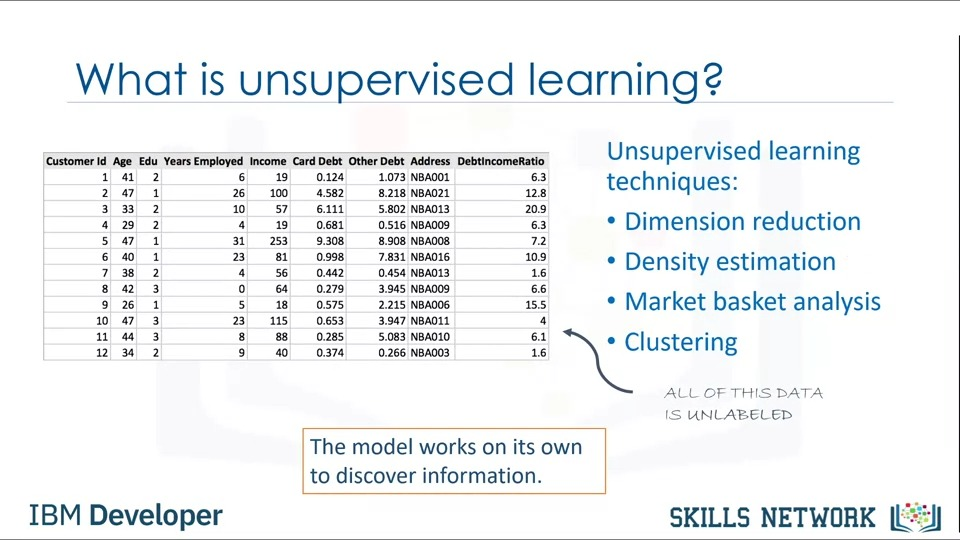 What is unsupervised learning?
Customer Id Age Edu Years Employed Income Card Debt Other Debt Address DebtIncomeRatio
1 41 2 6 19 0.124 1.073 NBA001 6.3
2 47 1 26 100 4.582 8.218 NBA021 12.8
3 33 2 10 57 6.111 5.802 NBA013 20.9
4 29 2 4 19 0.681 0.516 NBA009 6.3
5 47 1 31 253 9.308 8.908 NBA008 7.2
6 40 1 23 81 0.998 7.831 NBA016 10.9
7 38 2 4 56 0.442 0.454 NBA013 1.6
8 42 3 0 64 0.279 3.945 NBA009 6.6
9 26 1 5 18 0.575 2.215 NBA006 15.5
10 47 3 23 115 0.653 3.947 NBA011 4
11 44 3 8 88 0.285 5.083 NBA010 6.1
12 34 2 9 40 0.374 0.266 NBA003 1.6
Unsupervised learning
techniques:
• Dimension reduction
• Density estimation
• Market basket analysis
• Clustering
ALL OF THIS DATA
IS UNLABELED
The model works on its own
to discover information.
IBM Developer
SKILLS NETWORK